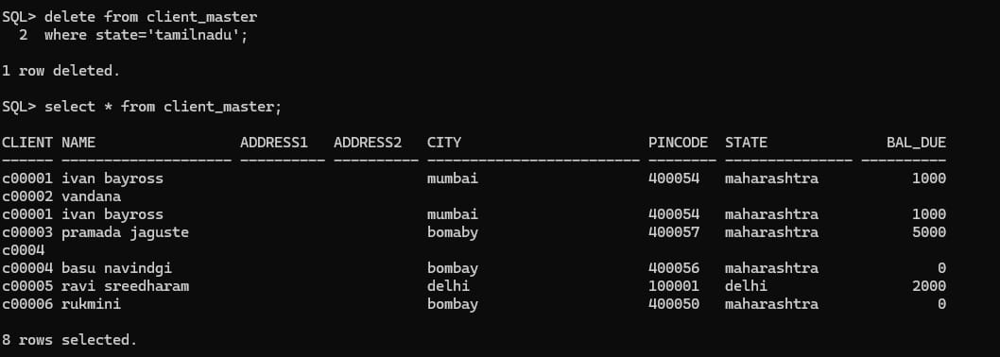 SQL> delete from client_master
  2  where state='tamilnadu';

1 row deleted.

SQL> select * from client_master;

CLIENT NAME                 ADDRESS1   ADDRESS2   CITY                      PINCODE  STATE              BAL_DUE
------ -------------------- ---------- ---------- ------------------------- -------- --------------- ----------
c00001 ivan bayross                               mumbai                    400054   maharashtra           1000
c00002 vandana
c00001 ivan bayross                               mumbai                    400054   maharashtra           1000
c00003 pramada jaguste                            bomaby                    400057   maharashtra           5000
c0004
c00004 basu navindgi                              bombay                    400056   maharashtra              0
c00005 ravi sreedharam                            delhi                     100001   delhi                 2000
c00006 rukmini                                    bombay                    400050   maharashtra              0

8 rows selected.